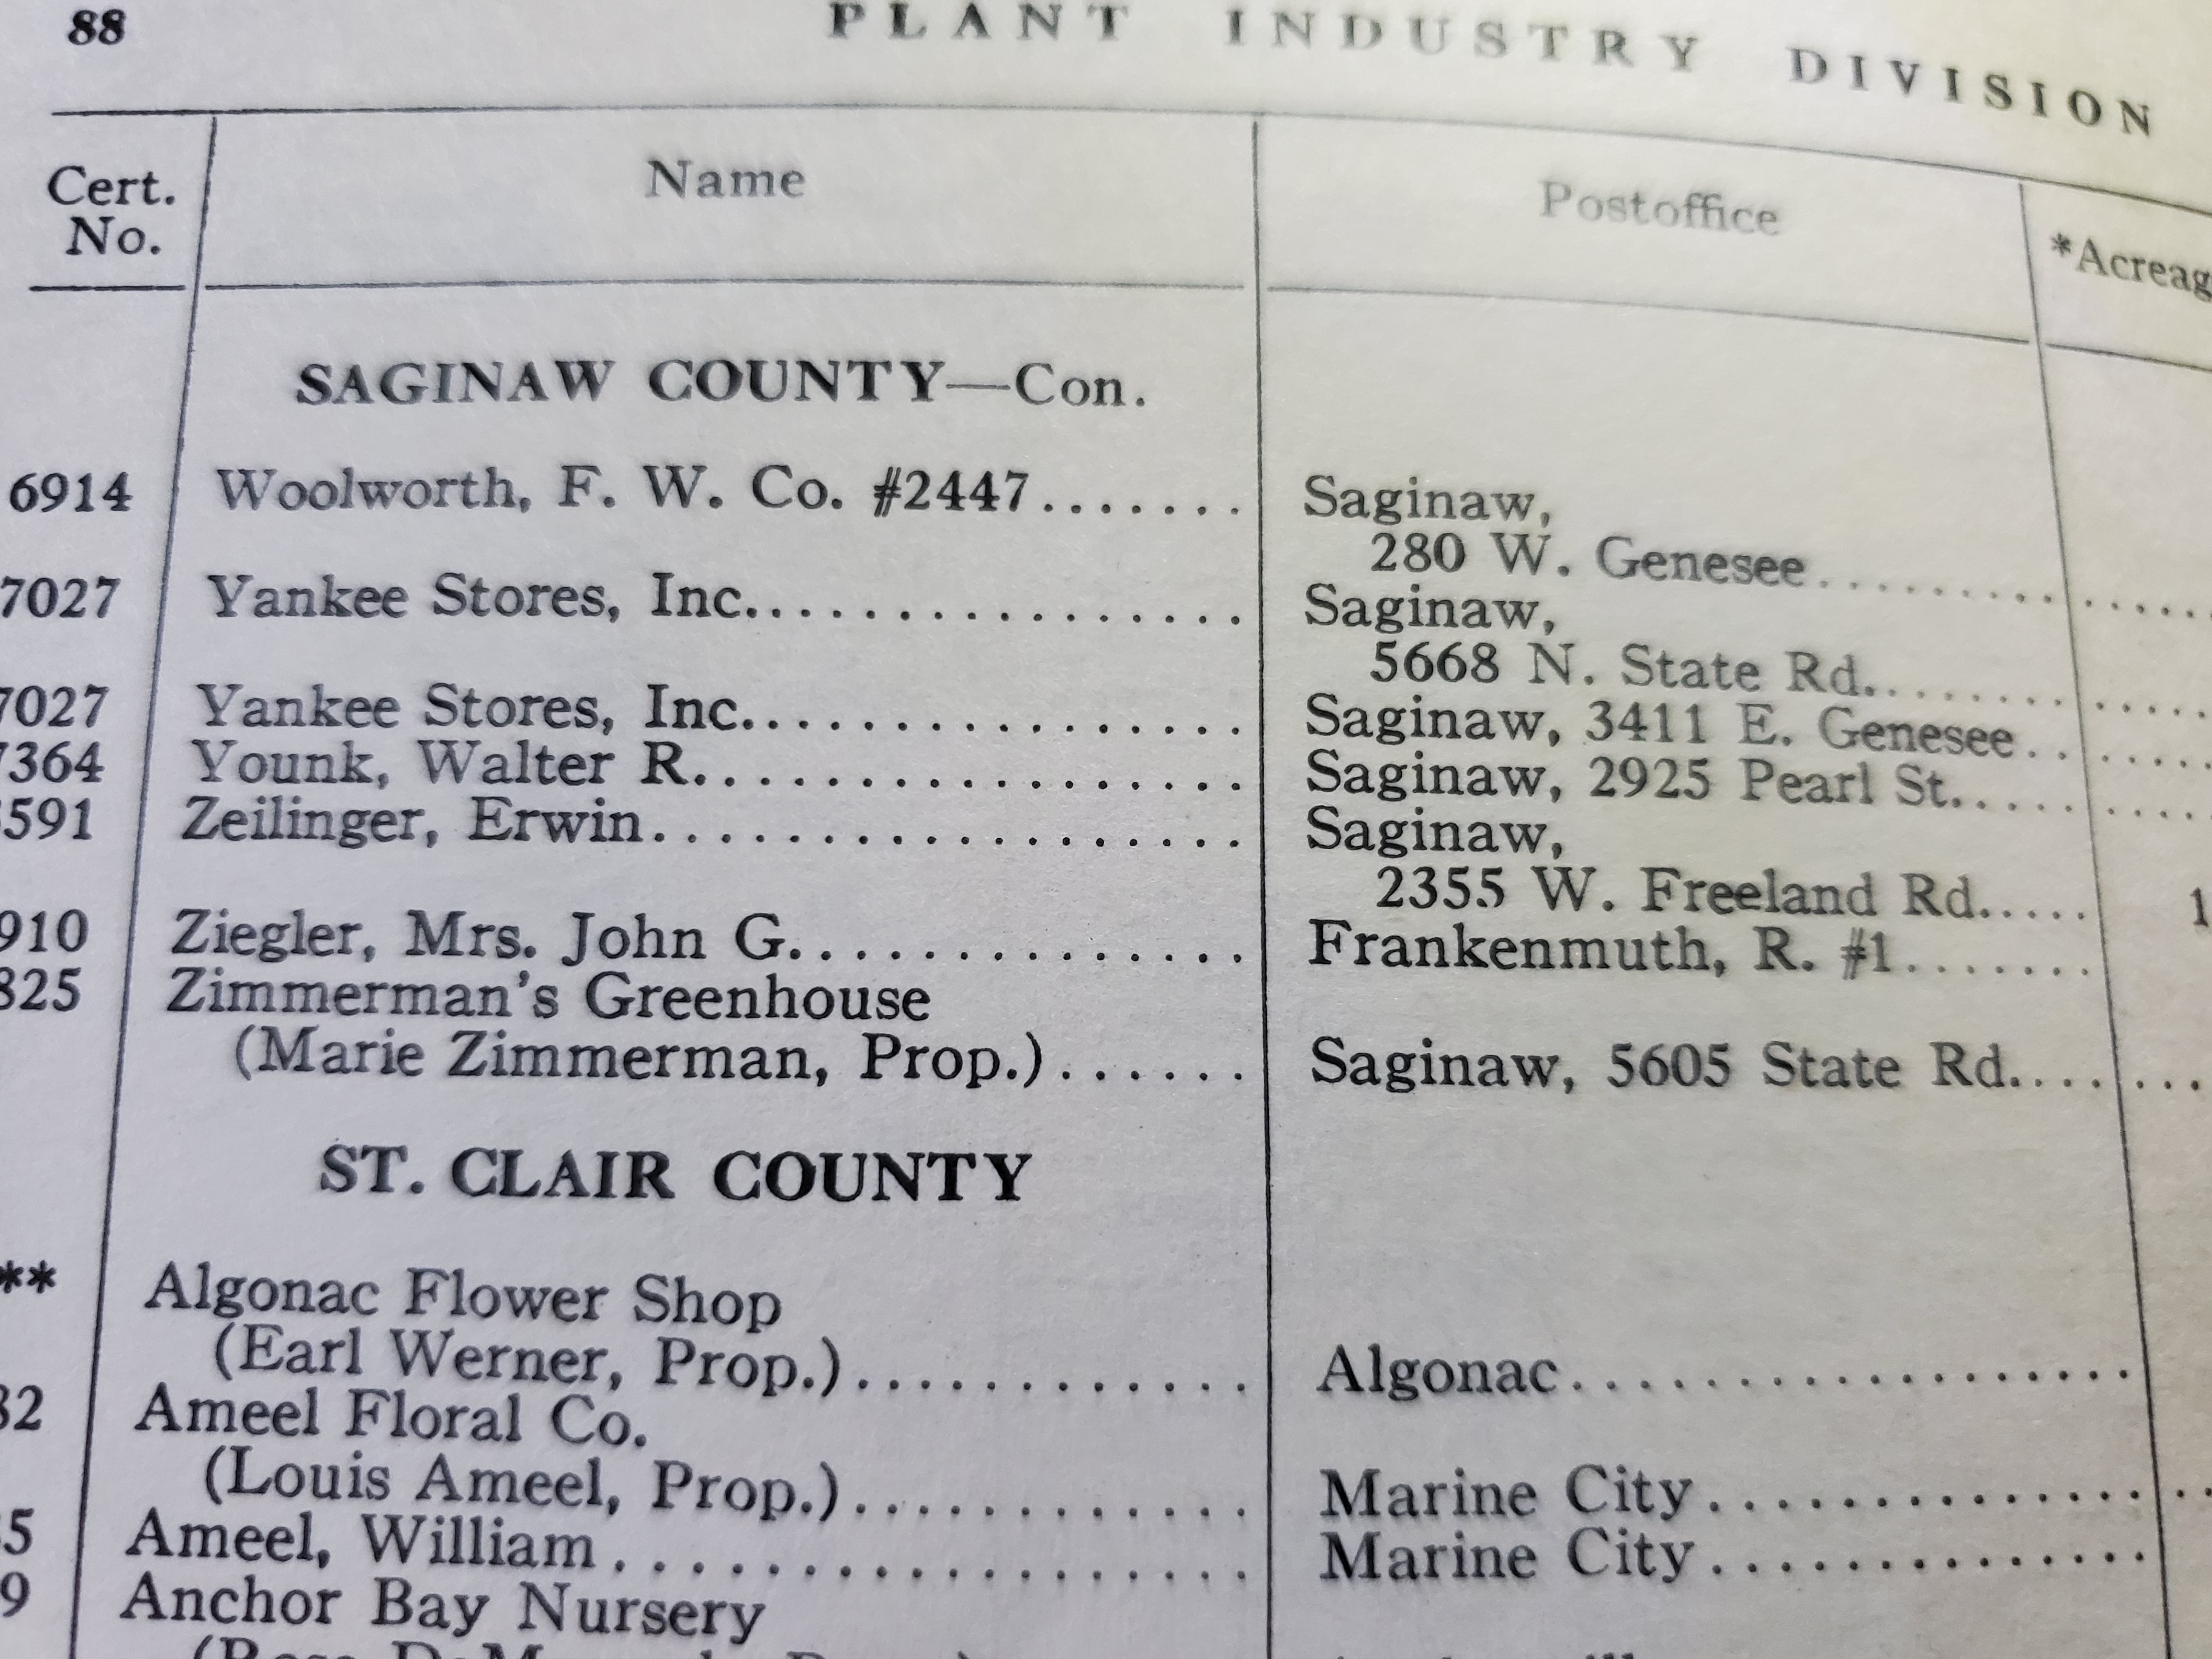 88 PLANT INDUSTRY DIVISION
Cert. No. Name Postoffice
SAGINAW COUNTY—Con.
6914 Woolworth, F. W. Co. #2447....... Saginaw,
280 W. Genesee
7027 Yankee Stores, Inc. Saginaw,
5668 N. State Rd.
7027 Yankee Stores, Inc. Saginaw, 3411 E. Genesee
7364 Younk, Walter R. Saginaw, 2925 Pearl St.
591 Zeilinger, Erwin Saginaw,
2355 W. Freeland Rd. 1
910 Ziegler, Mrs. John G. Frankenmuth, R. #1
825 Zimmerman's Greenhouse
(Marie Zimmerman, Prop.) Saginaw, 5605 State Rd.
ST. CLAIR COUNTY
** Algonac Flower Shop
(Earl Werner, Prop.) Algonac
32 Ameel Floral Co.
(Louis Ameel, Prop.) Marine City
5 Ameel, William Marine City
9 Anchor Bay Nursery